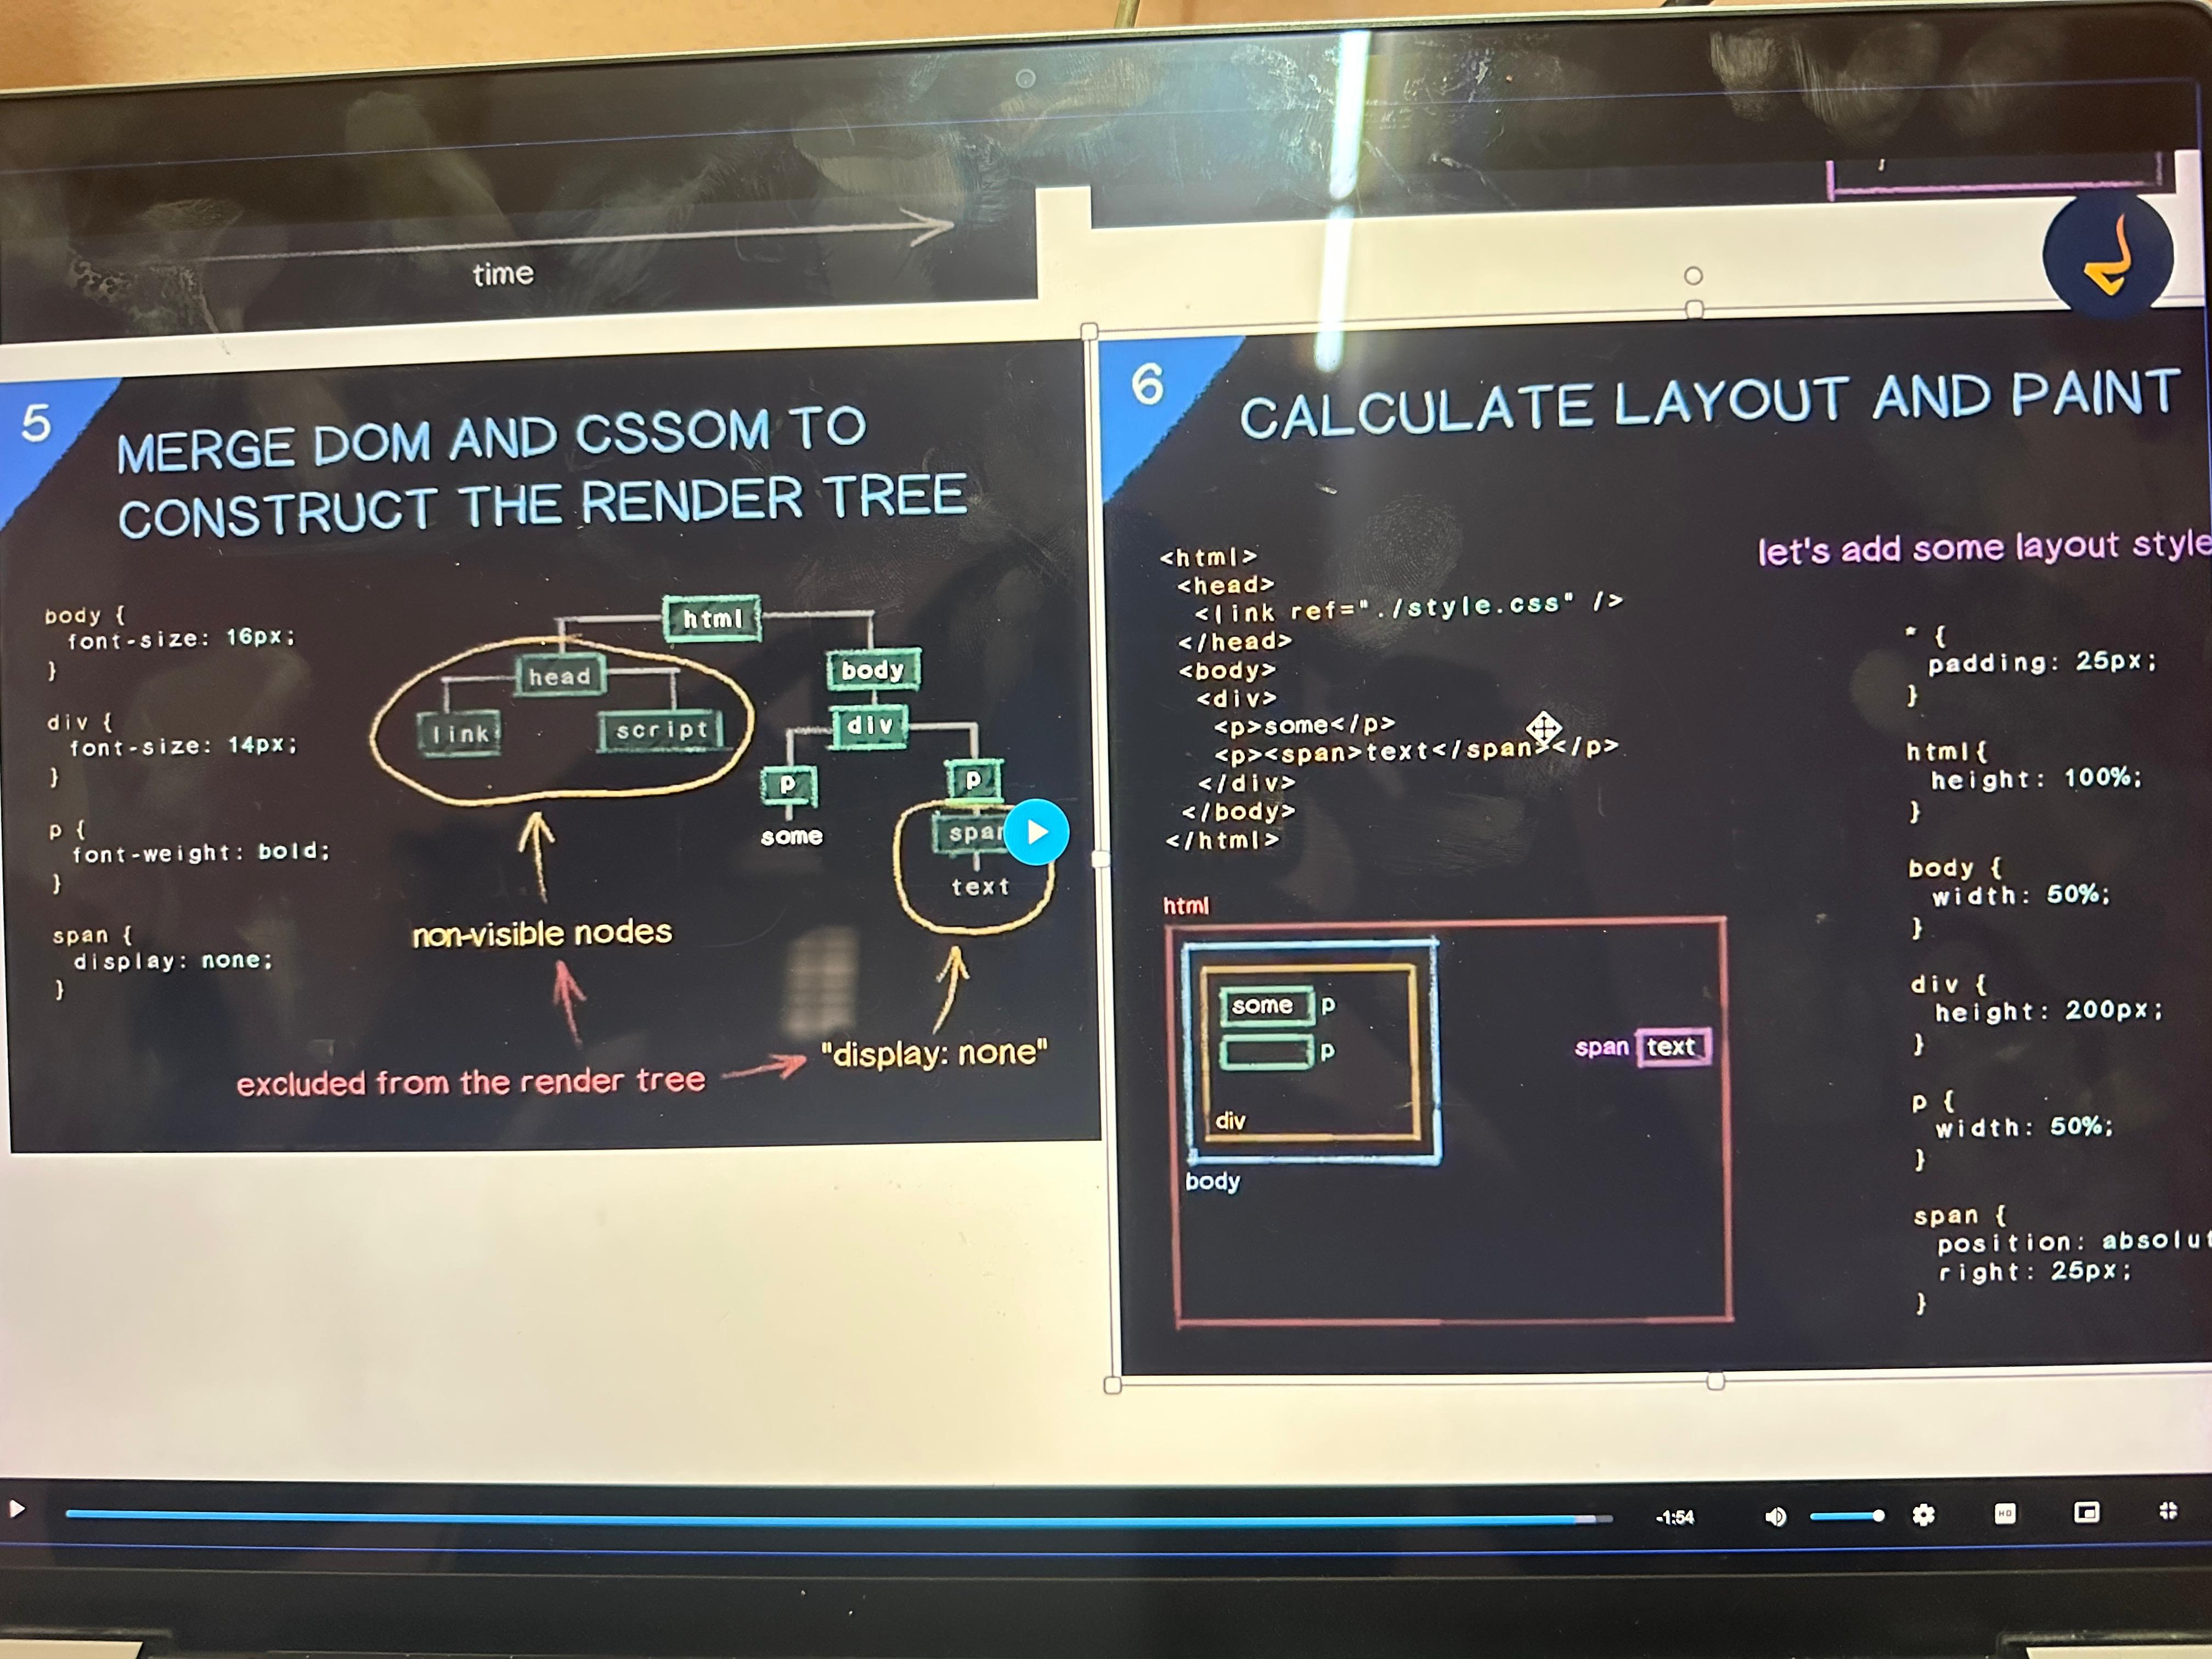 time
5
MERGE DOM AND CSSOM TO
CONSTRUCT THE RENDER TREE
body {
font-size: 16px;
}
div {
font-size: 14px;
}
p {
font-weight: bold;
}
span {
display: none;
}
html
head
body
link
script
div
p
p
some
text
non-visible nodes
"display: none"
excluded from the render tree
6
CALCULATE LAYOUT AND PAINT
<html>
<head>
<link ref="./style.css" />
</head>
<body>
<div>
<p>some</p>
<p><span>text</span></p>
</div>
</body>
</html>
html
some p
p
div
body
span text
let's add some layout style
* {
padding: 25px;
}
html{
height: 100%;
}
body {
width: 50%;
}
div {
height: 200px;
}
p {
width: 50%;
}
span {
position: absolut
right: 25px;
}
-1:54
HD